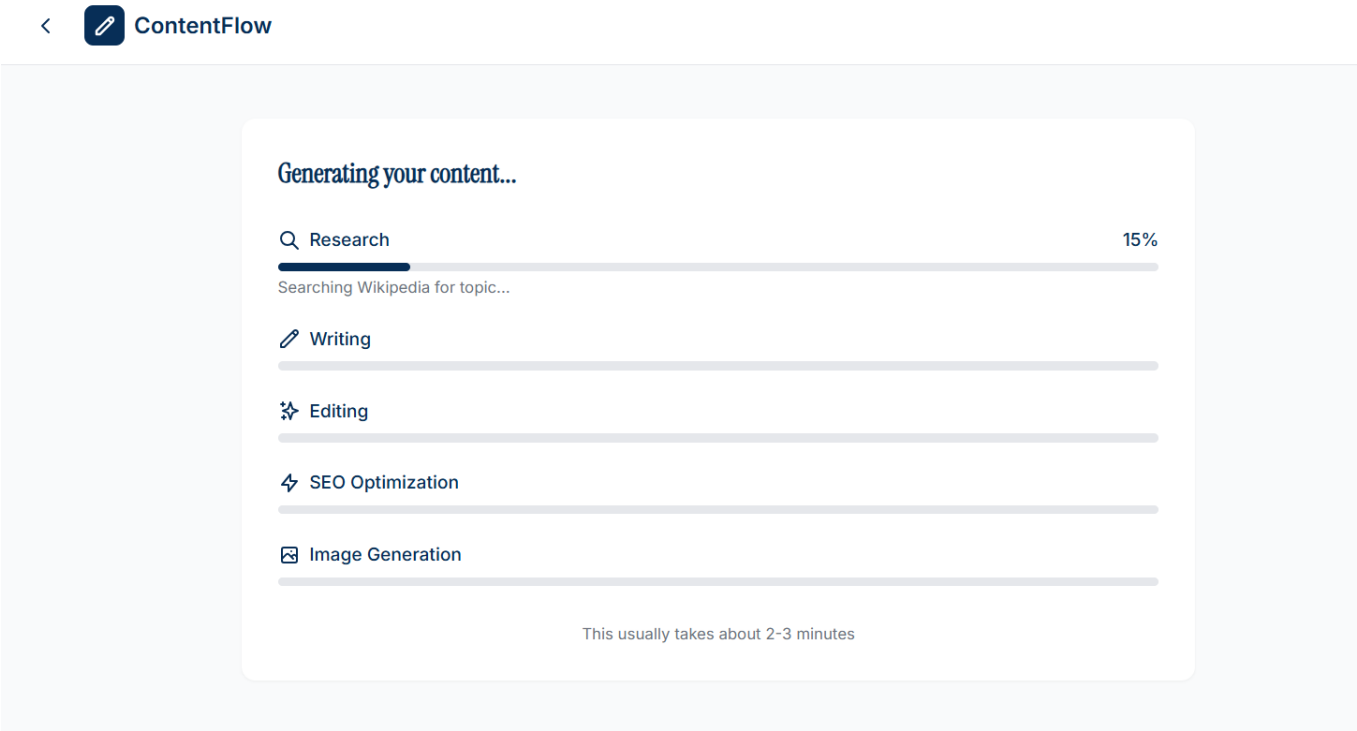 ContentFlow
Generating your content...
Research
15%
Searching Wikipedia for topic...
Writing
Editing
SEO Optimization
Image Generation
This usually takes about 2-3 minutes